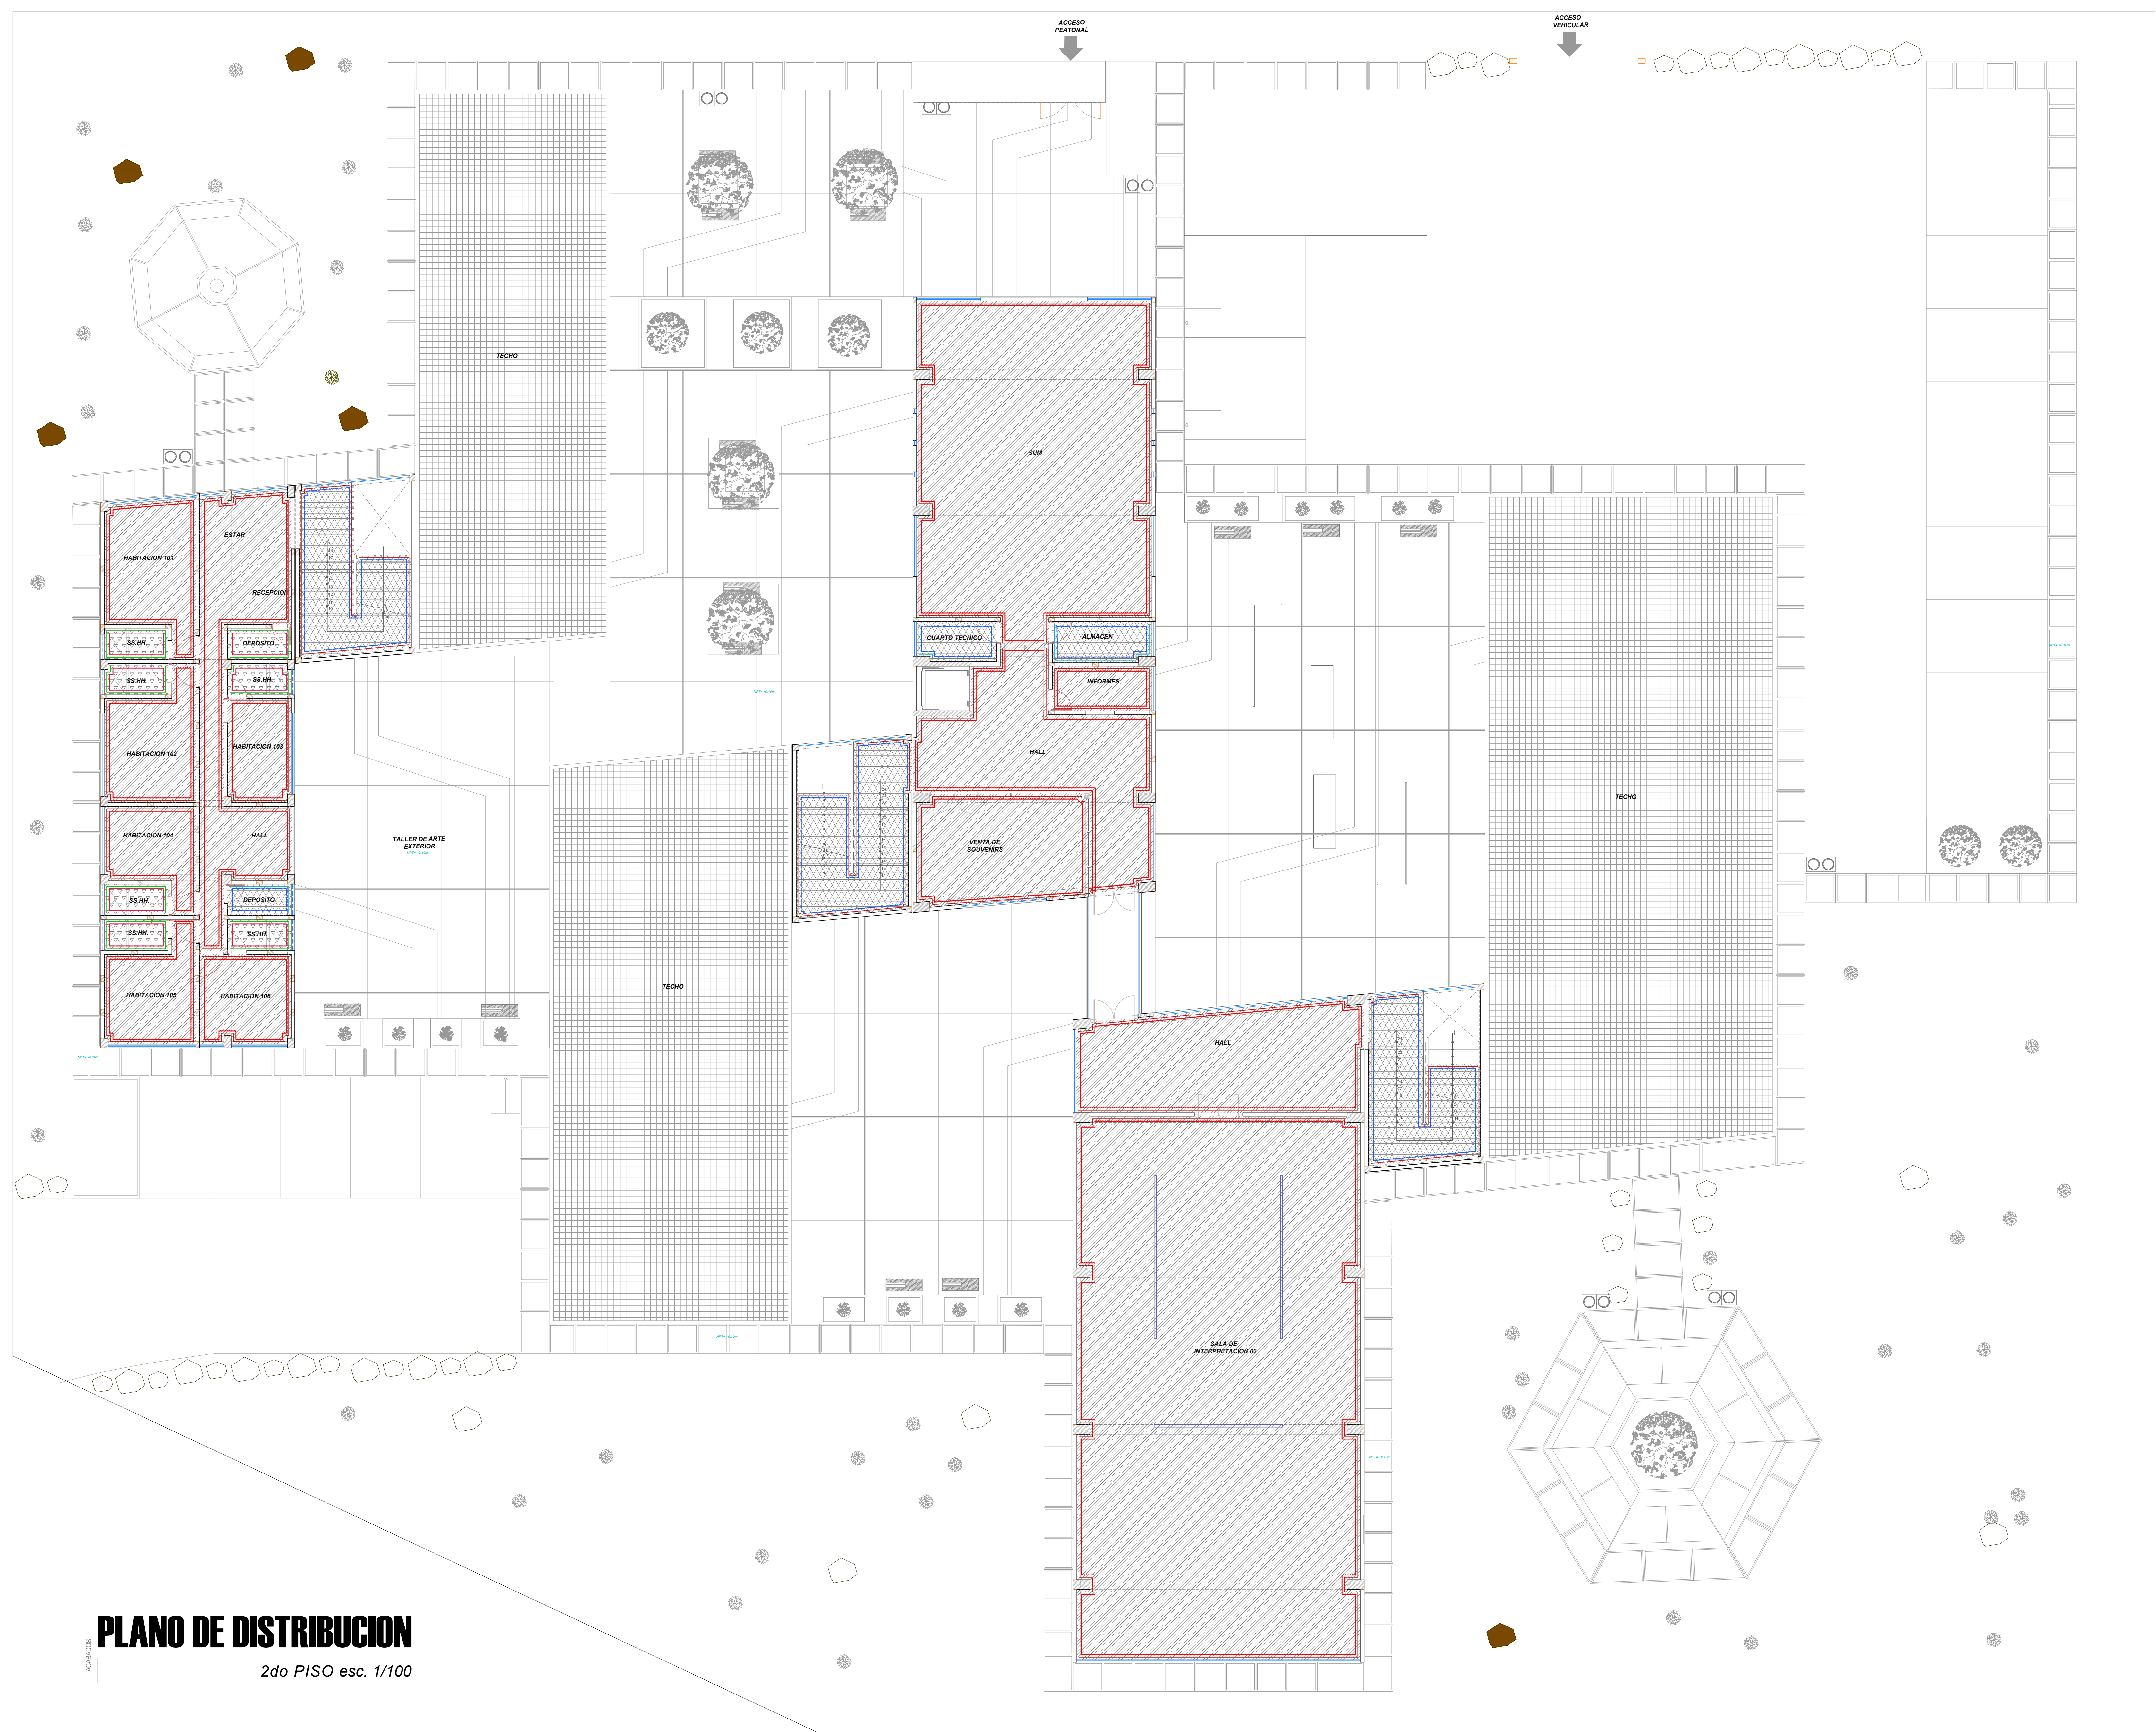 ACCESO
PEATONAL
ACCESO
VEHICULAR
TECHO
SUM
HABITACION 101
ESTAR
RECEPCION
SS.HH.
DEPOSITO
SS.HH.
SS.HH.
CUARTO TECNICO
ALMACEN
INFORMES
HABITACION 102
HABITACION 103
HALL
TECHO
HABITACION 104
HALL
TALLER DE ARTE
EXTERIOR
VENTA DE
SOUVENIRS
SS.HH.
DEPOSITO
SS.HH.
SS.HH.
HABITACION 105
HABITACION 106
TECHO
HALL
SALA DE
INTERPRETACION 03
ACABADOS
PLANO DE DISTRIBUCION
2do PISO esc. 1/100